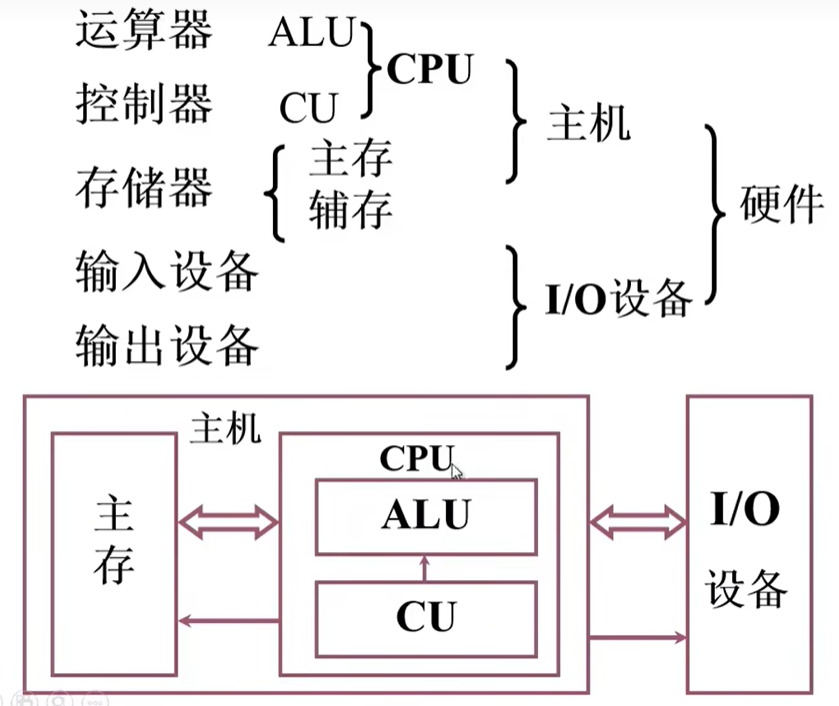 运算器 ALU
CPU
控制器 CU
主机
存储器 主存
辅存
硬件
输入设备
I/O设备
输出设备
主机
CPU
主存
ALU
I/O
设备
CU